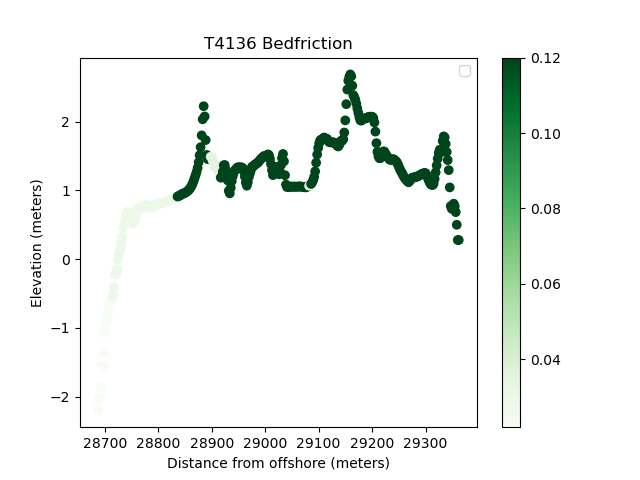 T4136 Bedfriction
Elevation (meters)
2
1
0
−1
−2
28700 28800 28900 29000 29100 29200 29300
Distance from offshore (meters)
0.12
0.10
0.08
0.06
0.04